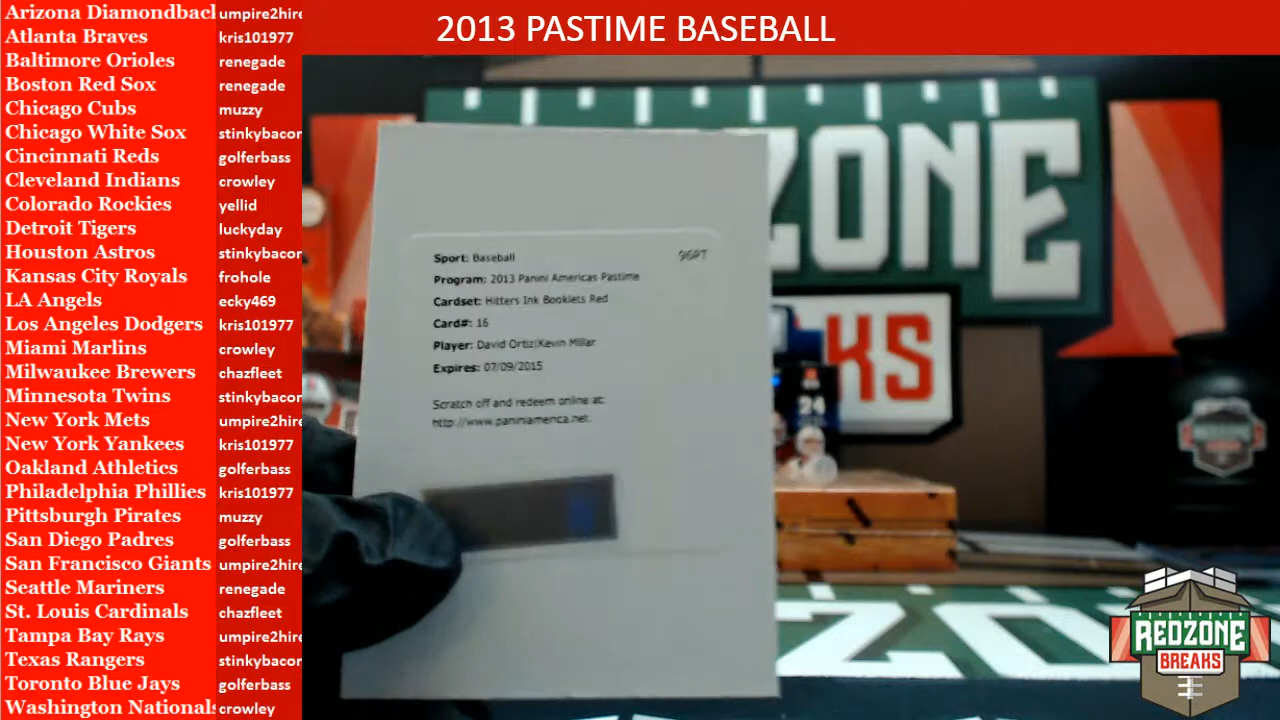 2013 PASTIME BASEBALL
Arizona Diamondbacl umpire2hire
Atlanta Braves kris101977
Baltimore Orioles renegade
Boston Red Sox renegade
Chicago Cubs muzzy
Chicago White Sox stinkybacon
Cincinnati Reds golferbass
Cleveland Indians crowley
Colorado Rockies yellid
Detroit Tigers luckyday
Houston Astros stinkybacon
Kansas City Royals frohole
LA Angels ecky469
Los Angeles Dodgers kris101977
Miami Marlins crowley
Milwaukee Brewers chazfleet
Minnesota Twins stinkybacon
New York Mets umpire2hire
New York Yankees kris101977
Oakland Athletics golferbass
Philadelphia Phillies kris101977
Pittsburgh Pirates muzzy
San Diego Padres golferbass
San Francisco Giants umpire2hire
Seattle Mariners renegade
St. Louis Cardinals chazfleet
Tampa Bay Rays umpire2hire
Texas Rangers stinkybacon
Toronto Blue Jays golferbass
Washington Nationals crowley
Sport: Baseball 96PT
Program: 2013 Panini Americas Pastime
Cardset: Hitters Ink Booklets Red
Card#: 16
Player: David Ortiz/Kevin Millar
Expires: 07/09/2015
Scratch off and redeem online at:
http://www.paniniamerica.net.
ZONE
KS
24
REDZONE
BREAKS